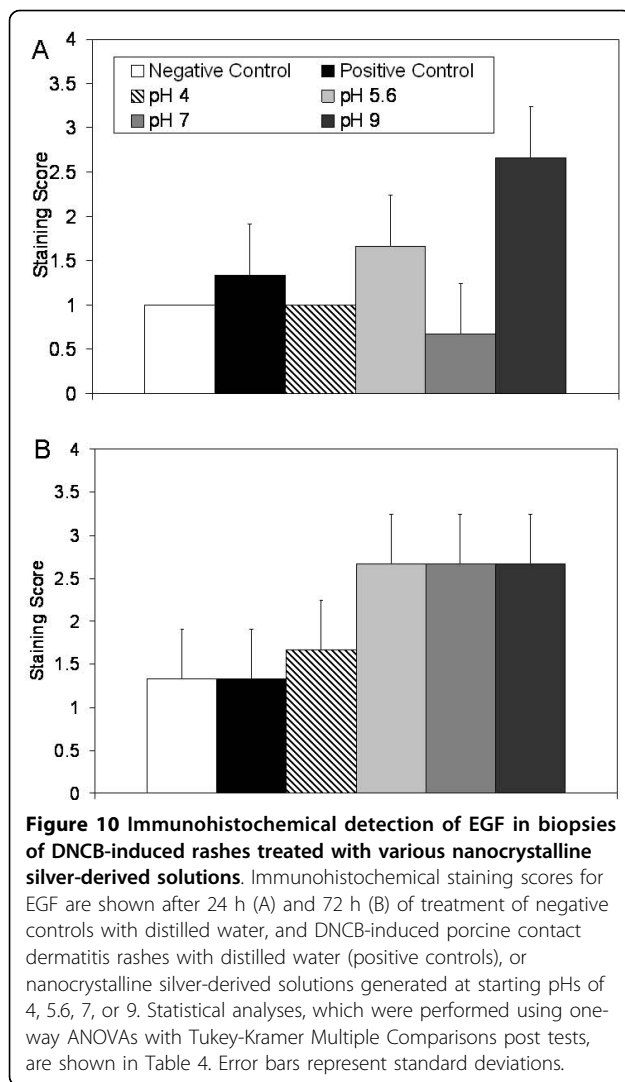 A
4
3.5
3
2.5
2
1.5
1
0.5
0
Staining Score
Negative Control Positive Control
pH 4 pH 5.6
pH 7 pH 9
B
4
3.5
3
2.5
2
1.5
1
0.5
0
Staining Score
Figure 10 Immunohistochemical detection of EGF in biopsies
of DNCB-induced rashes treated with various nanocrystalline
silver-derived solutions. Immunohistochemical staining scores for
EGF are shown after 24 h (A) and 72 h (B) of treatment of negative
controls with distilled water, and DNCB-induced porcine contact
dermatitis rashes with distilled water (positive controls), or
nanocrystalline silver-derived solutions generated at starting pHs of
4, 5.6, 7, or 9. Statistical analyses, which were performed using one-
way ANOVAs with Tukey-Kramer Multiple Comparisons post tests,
are shown in Table 4. Error bars represent standard deviations.